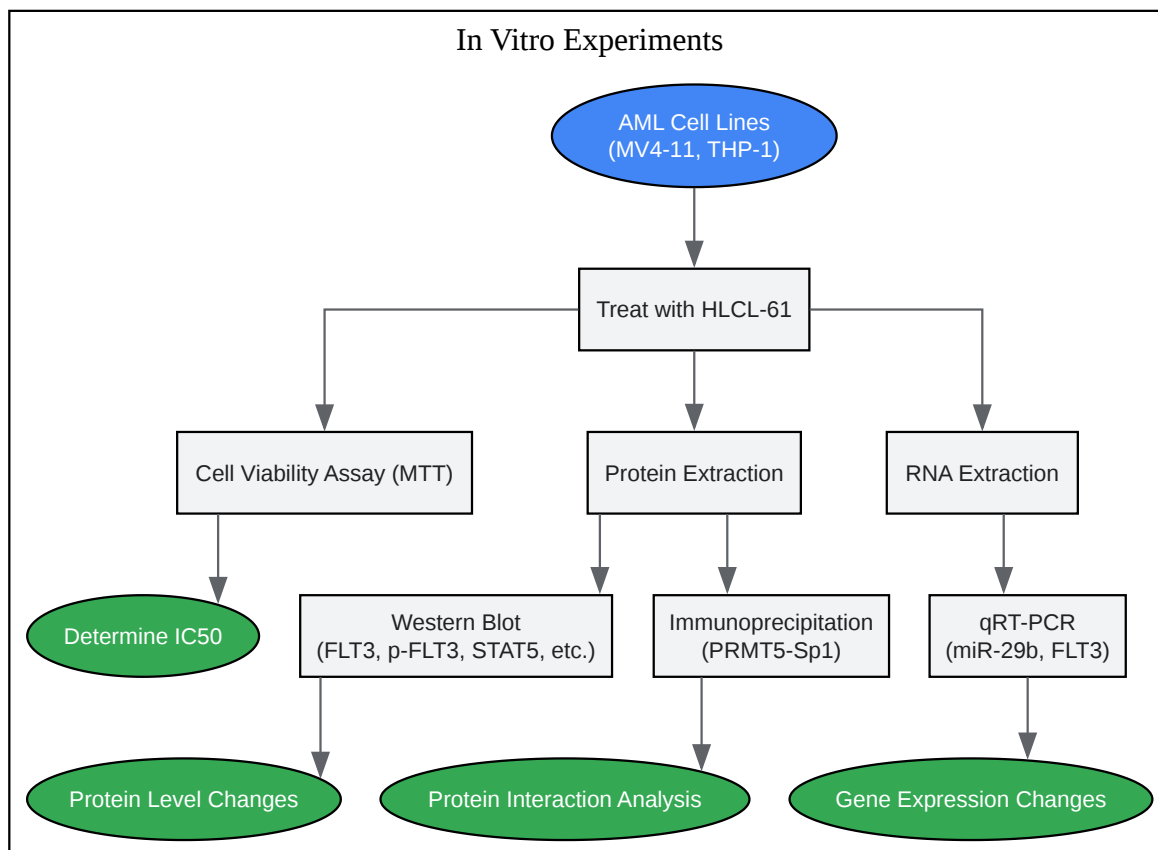 In Vitro Experiments
AML Cell Lines
(MV4-11, THP-1)
Treat with HLCL-61
Cell Viability Assay (MTT)
Protein Extraction
RNA Extraction
Determine IC50
Western Blot
(FLT3, p-FLT3, STAT5, etc.)
Immunoprecipitation
(PRMT5-Sp1)
qRT-PCR
(miR-29b, FLT3)
Protein Level Changes
Protein Interaction Analysis
Gene Expression Changes